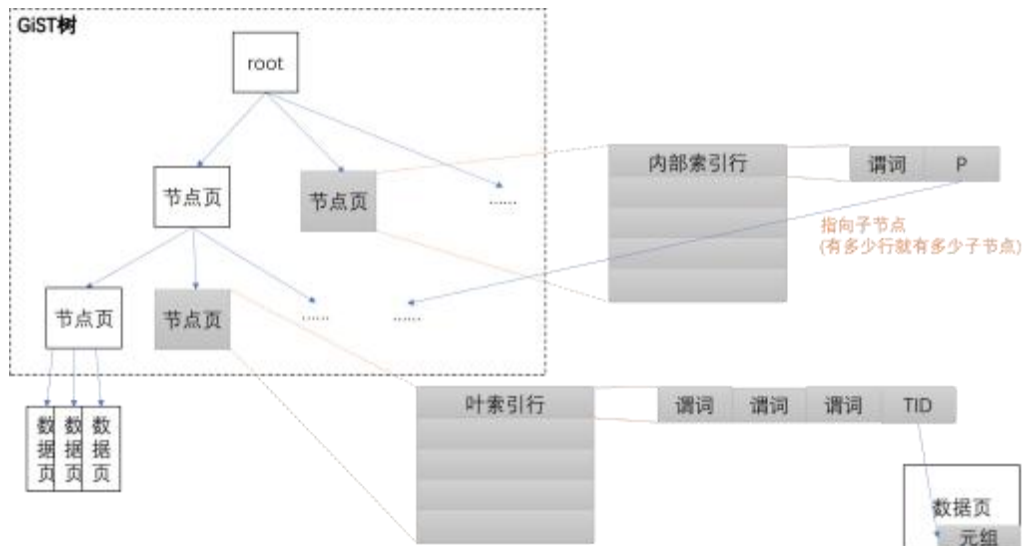 GiST树
root
节点页
节点页
......
内部索引行
谓词
P
指向子节点
(有多少行就有多少子节点)
节点页
节点页
......
......
叶索引行
谓词
谓词
谓词
TID
数据页
数据页
数据页
数据页
元组